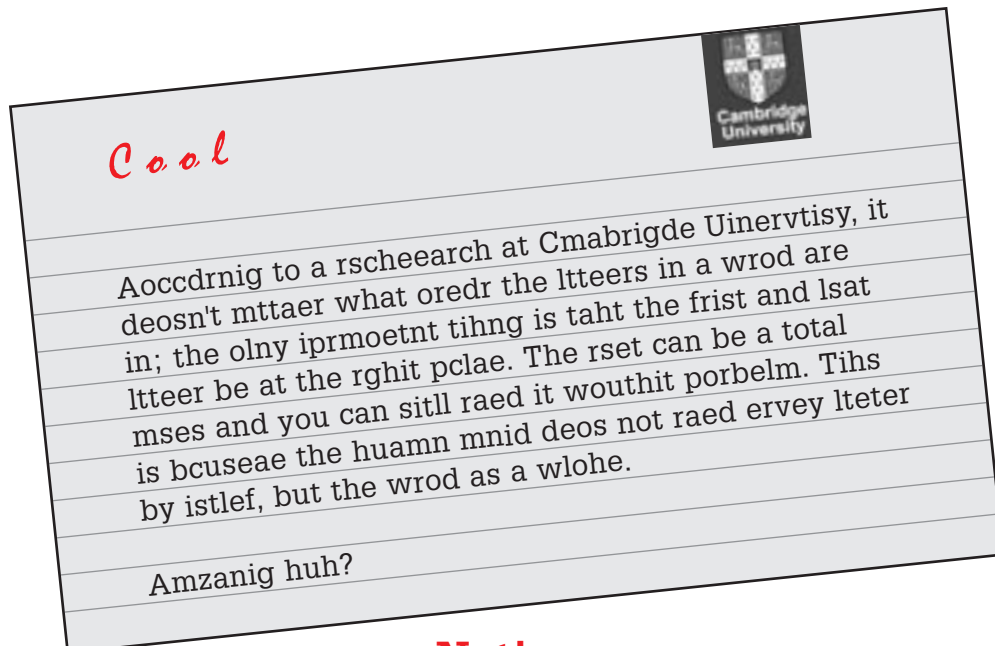 Cambridge
University
Cool
Aoccdrnig to a rscheearch at Cmabrigde Uinervtisy, it
deosn't mttaer what oredr the ltteers in a wrod are
in; the olny iprmoetnt tihng is taht the frist and lsat
ltteer be at the rghit pclae. The rset can be a total
mses and you can sitll raed it wouthit porbelm. Tihs
is bcuseae the huamn mnid deos not raed ervey lteter
by istlef, but the wrod as a wlohe.
Amzanig huh?